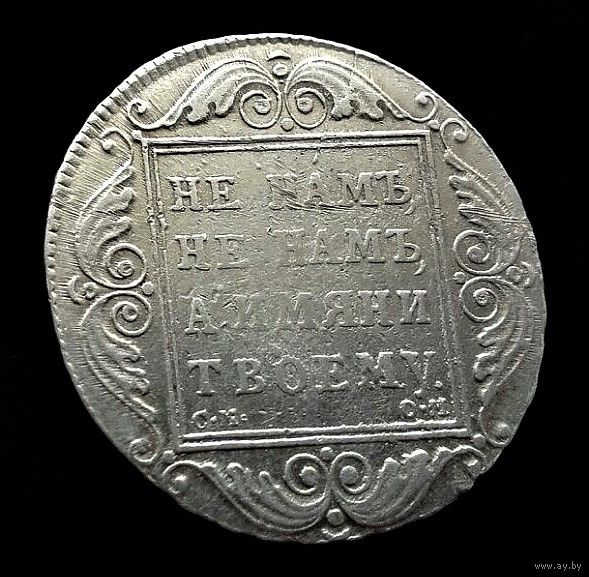 НЕ НАМЪ,
НЕ НАМЪ,
А ИМЯНИ
ТВОЕМУ.
С.М.
www.ay.by